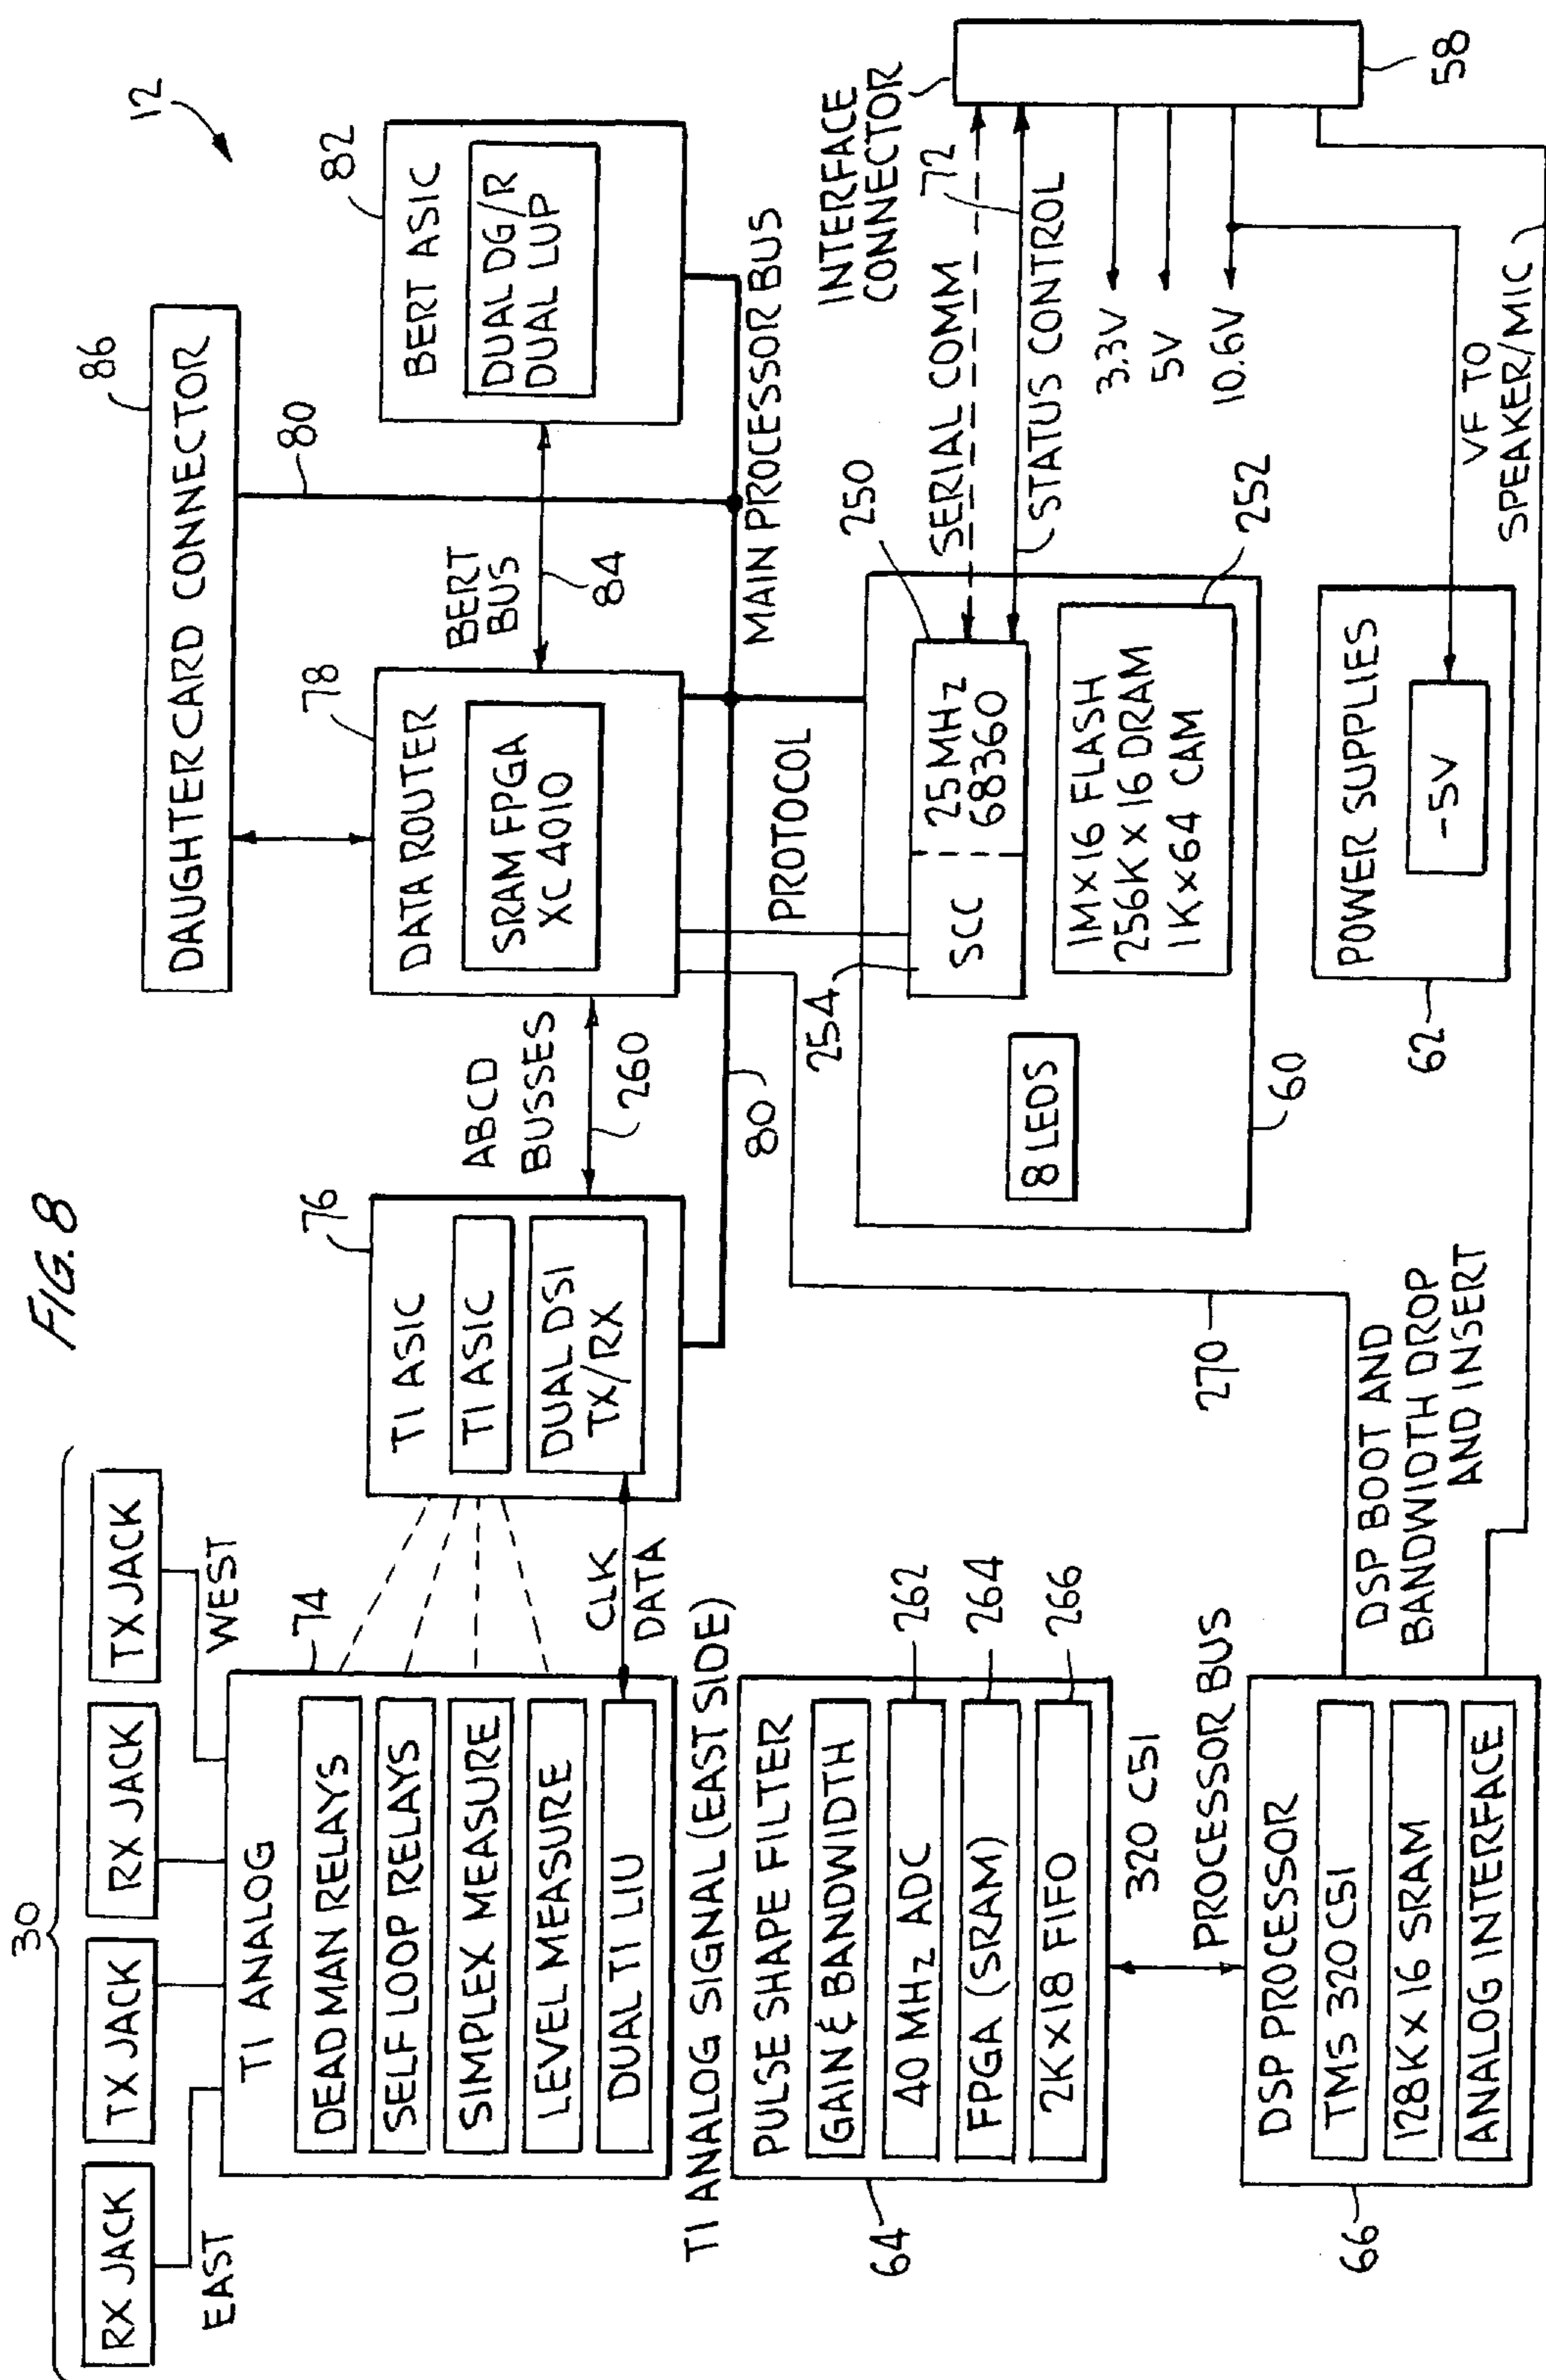 FIG. 8
12
30
RX JACK
TX JACK
RX JACK
TX JACK
EAST
WEST
74
T1 ANALOG
DEADMAN RELAYS
SELF LOOP RELAYS
SIMPLEX MEASURE
LEVEL MEASURE
DUAL T1 LIU
CLK
DATA
76
T1 ASIC
T1 ASIC
DUAL DS1
TX/RX
ABCD
BUSSES
260
86
DAUGHTERCARD CONNECTOR
78
DATA ROUTER
SRAM FPGA
XC4010
80
BERT
BUS
84
82
BERT ASIC
DUAL DG/R
DUAL LUP
80
MAIN PROCESSOR BUS
PROTOCOL
T1 ANALOG SIGNAL (EAST SIDE)
PULSE SHAPE FILTER
GAIN & BANDWIDTH
40 MHz ADC
262
FPGA (SRAM)
264
2K x 18 FIFO
266
64
320 C51
PROCESSOR BUS
DSP PROCESSOR
TMS 320 C51
128K x 16 SRAM
ANALOG INTERFACE
66
270
DSP BOOT AND
BANDWIDTH DROP
AND INSERT
254
250
SCC
25 MHz
68360
1M x 16 FLASH
256K x 16 DRAM
1K x 64 CAM
252
8 LEDS
60
SERIAL COMM
72
STATUS CONTROL
INTERFACE
CONNECTOR
58
3.3V
5V
10.6V
62
POWER SUPPLIES
-5V
VF TO
SPEAKER/MIC